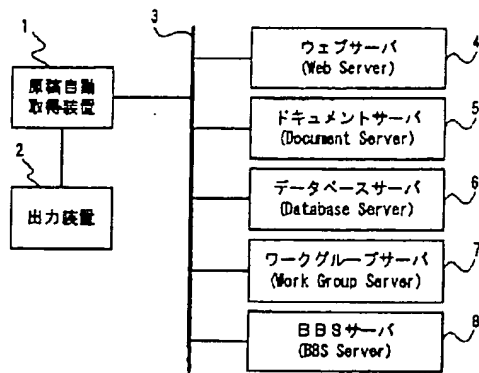 1
原稿自動
取得装置
2
出力装置
3
ウェブサーバ
(Web Server)
4
ドキュメントサーバ
(Document Server)
5
データベースサーバ
(Database Server)
6
ワークグループサーバ
(Work Group Server)
7
BBSサーバ
(BBS Server)
8